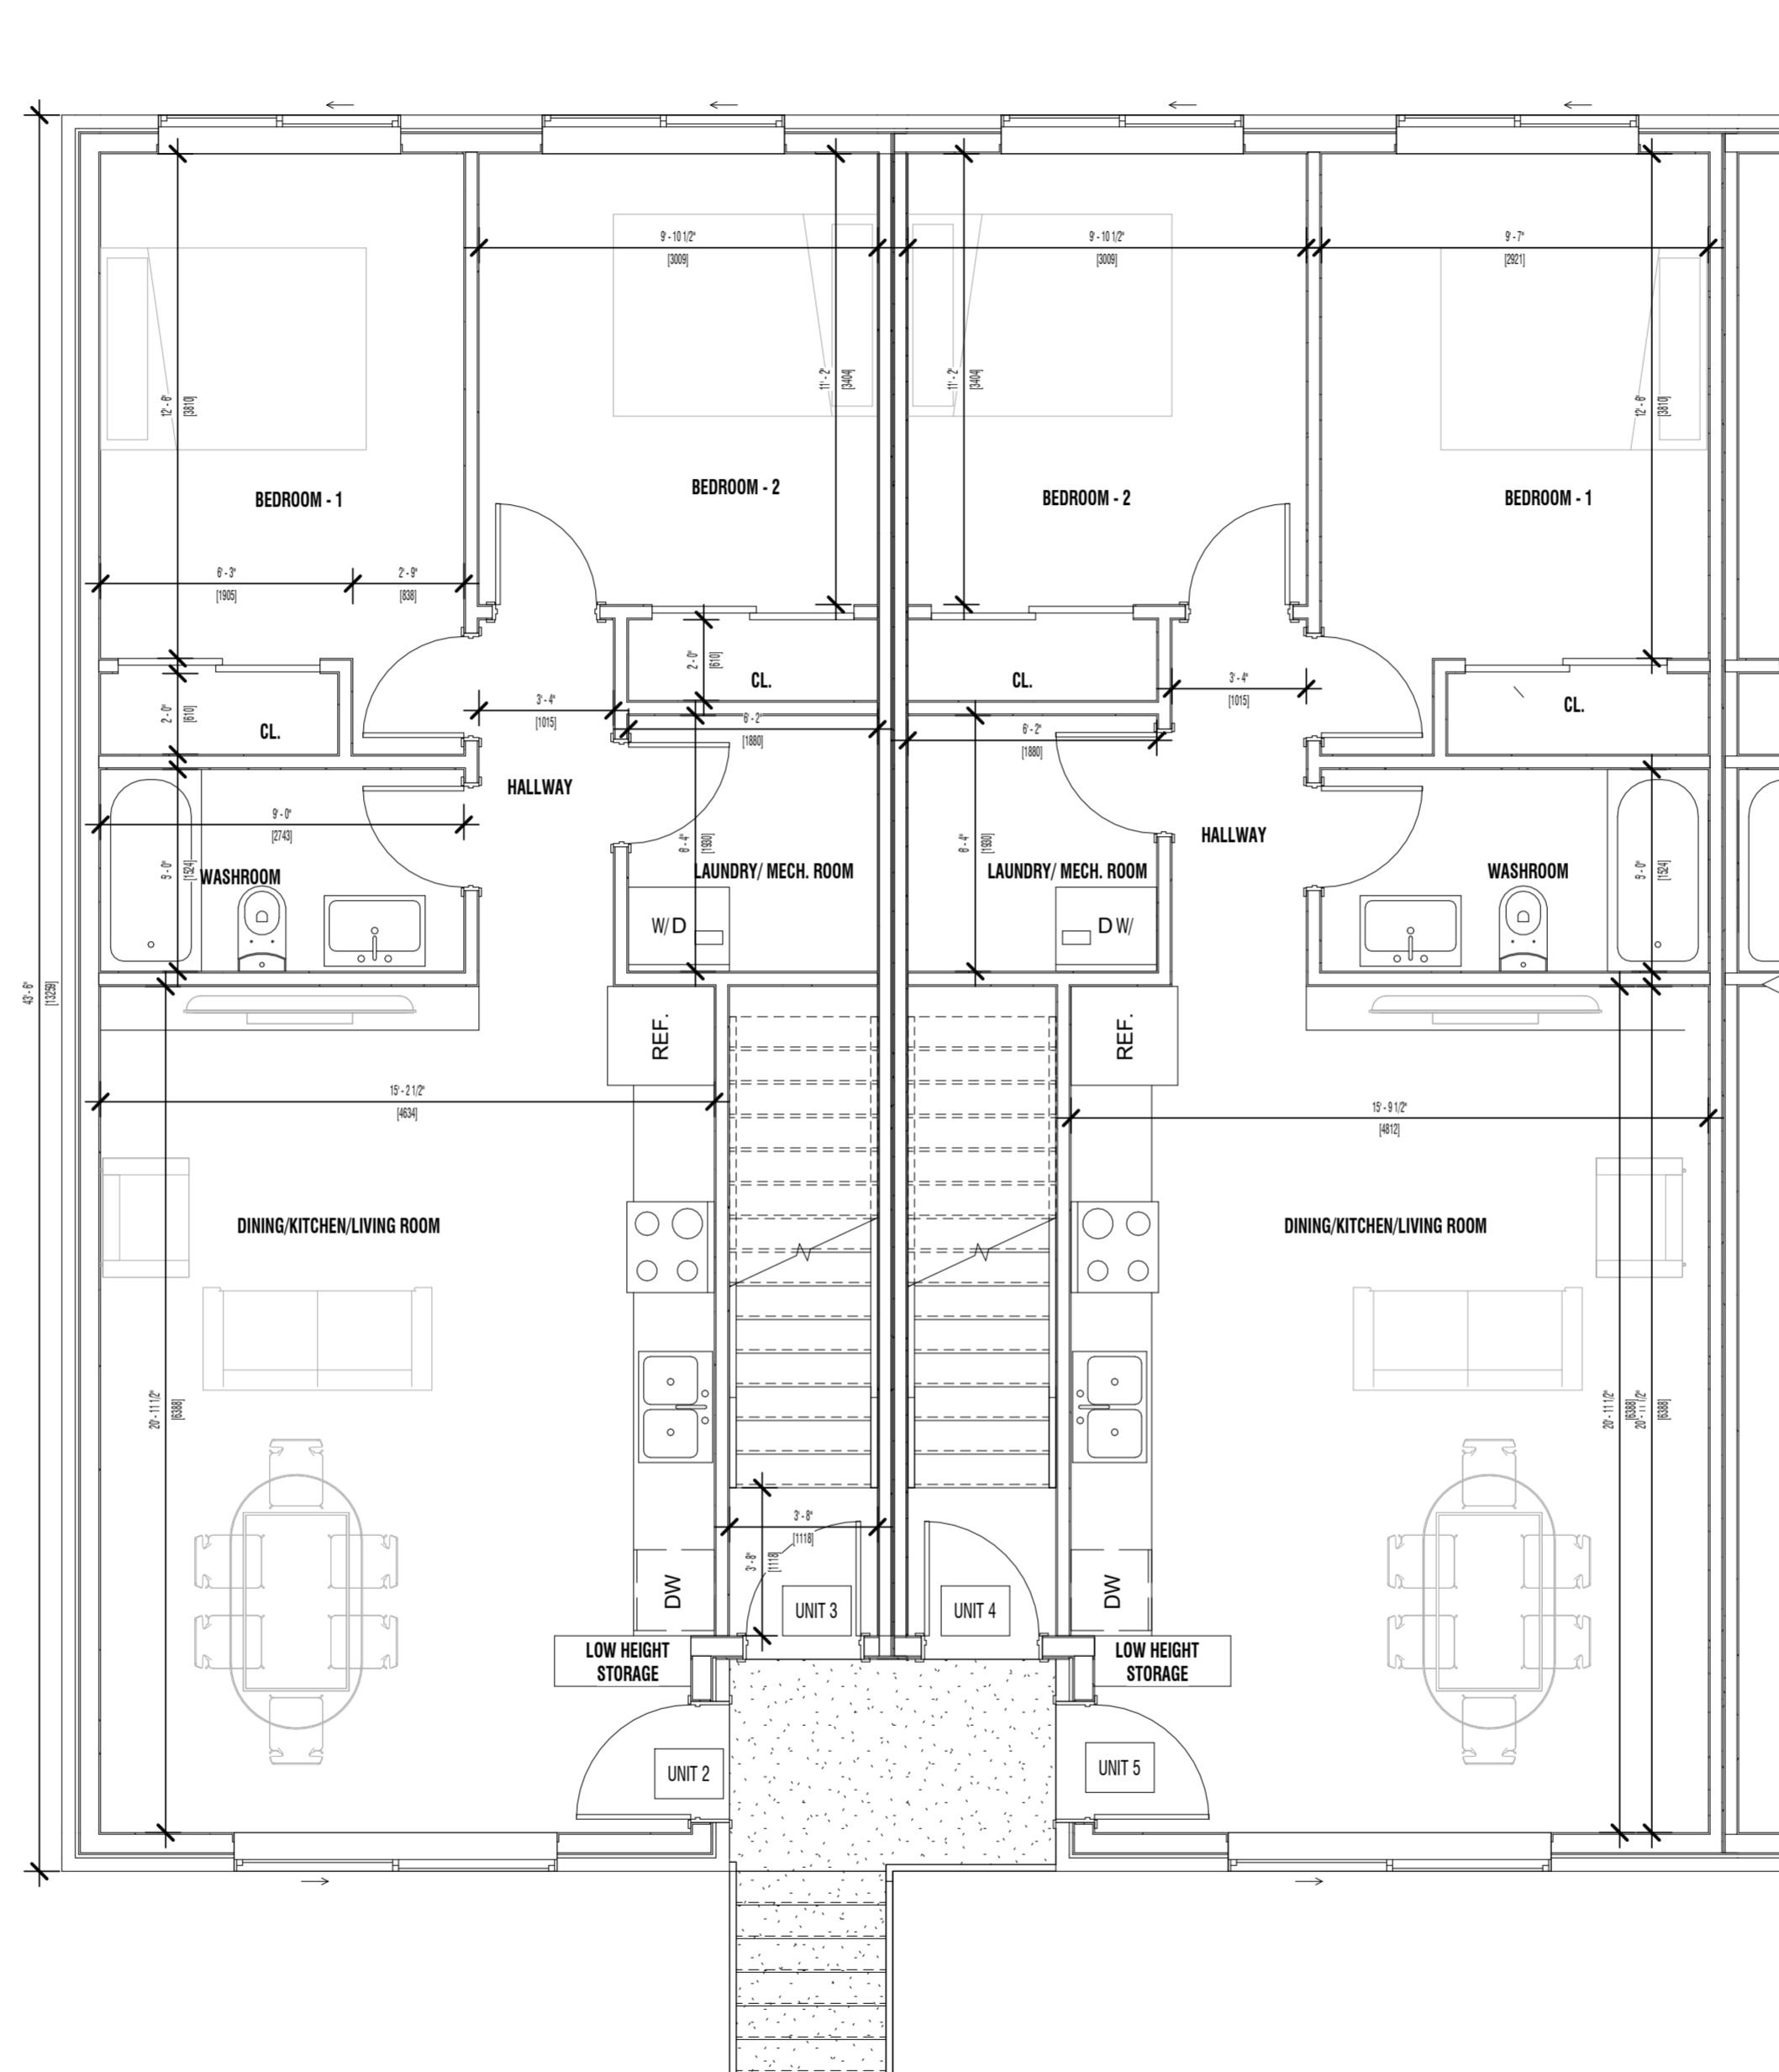 9' - 10 1/2"
[3009]
9' - 10 1/2"
[3009]
9' - 7"
[2921]
12' - 6"
[3810]
11' - 2"
[3404]
11' - 2"
[3404]
12' - 6"
[3810]
BEDROOM - 1
BEDROOM - 2
BEDROOM - 2
BEDROOM - 1
6' - 3"
[1905]
2' - 9"
[838]
2' - 0"
[610]
CL.
2' - 0"
[610]
CL.
CL.
CL.
3' - 4"
[1015]
3' - 4"
[1015]
6' - 2"
[1880]
6' - 2"
[1880]
HALLWAY
HALLWAY
9' - 0"
[2743]
5' - 0"
[1524]
WASHROOM
6' - 4"
[1930]
LAUNDRY/ MECH. ROOM
6' - 4"
[1930]
LAUNDRY/ MECH. ROOM
WASHROOM
5' - 0"
[1524]
W/D
D W/
43' - 6"
[13259]
REF.
REF.
15' - 2 1/2"
[4634]
15' - 9 1/2"
[4812]
DINING/KITCHEN/LIVING ROOM
DINING/KITCHEN/LIVING ROOM
20' - 11 1/2"
[6388]
20' - 11 1/2"
[6388]
20' - 11 1/2"
[6388]
3' - 8"
[1118]
3' - 8"
[1118]
DW
DW
UNIT 3
UNIT 4
LOW HEIGHT
STORAGE
LOW HEIGHT
STORAGE
UNIT 2
UNIT 5